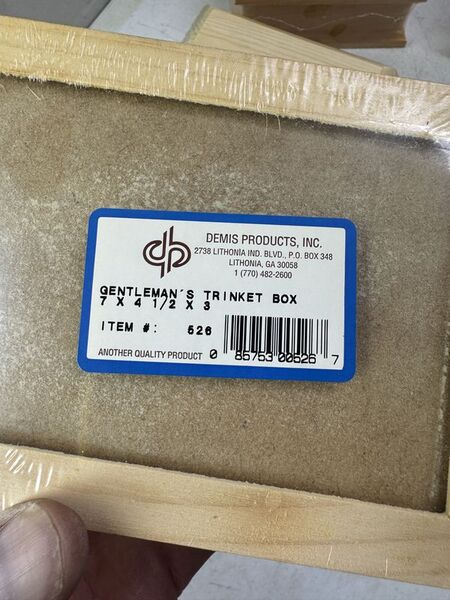 dp
DEMIS PRODUCTS, INC.
2738 LITHONIA IND. BLVD., P.O. BOX 348
LITHONIA, GA 30058
1 (770) 482-2600
GENTLEMAN'S TRINKET BOX
7 X 4 1/2 X 3
ITEM #: 526
ANOTHER QUALITY PRODUCT 0 85753 00526 7